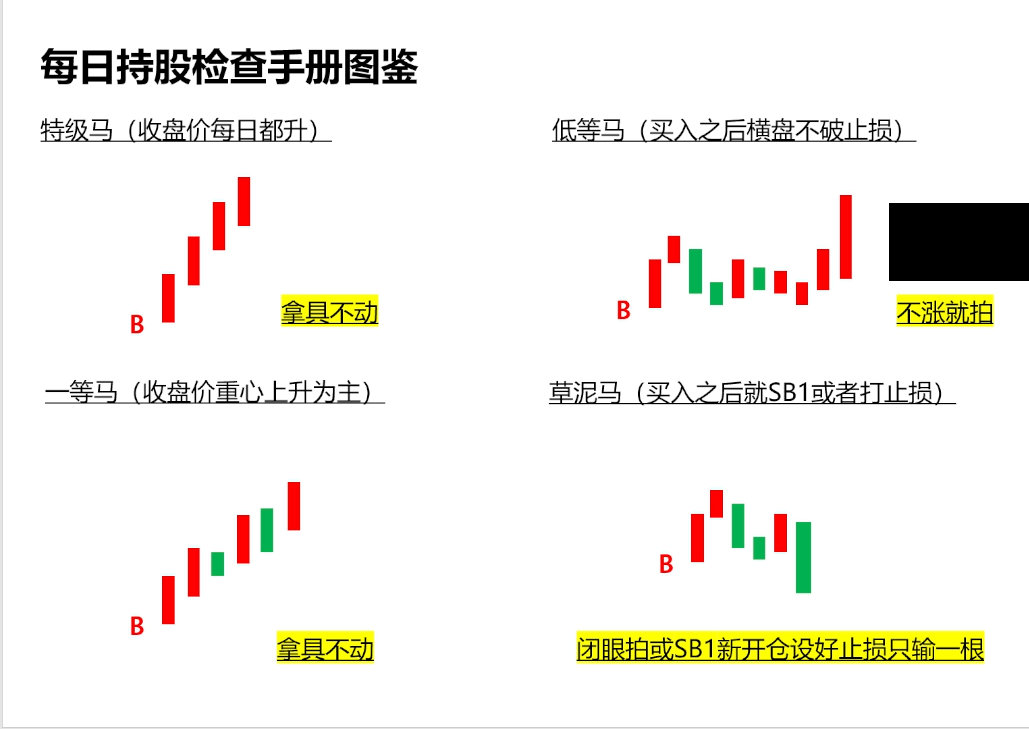 每日持股检查手册图鉴
特级马（收盘价每日都升）
B
拿具不动
低等马（买入之后横盘不破止损）
B
不涨就拍
一等马（收盘价重心上升为主）
B
拿具不动
草泥马（买入之后就SB1或者打止损）
B
闭眼拍或SB1新开仓设好止损只输一根